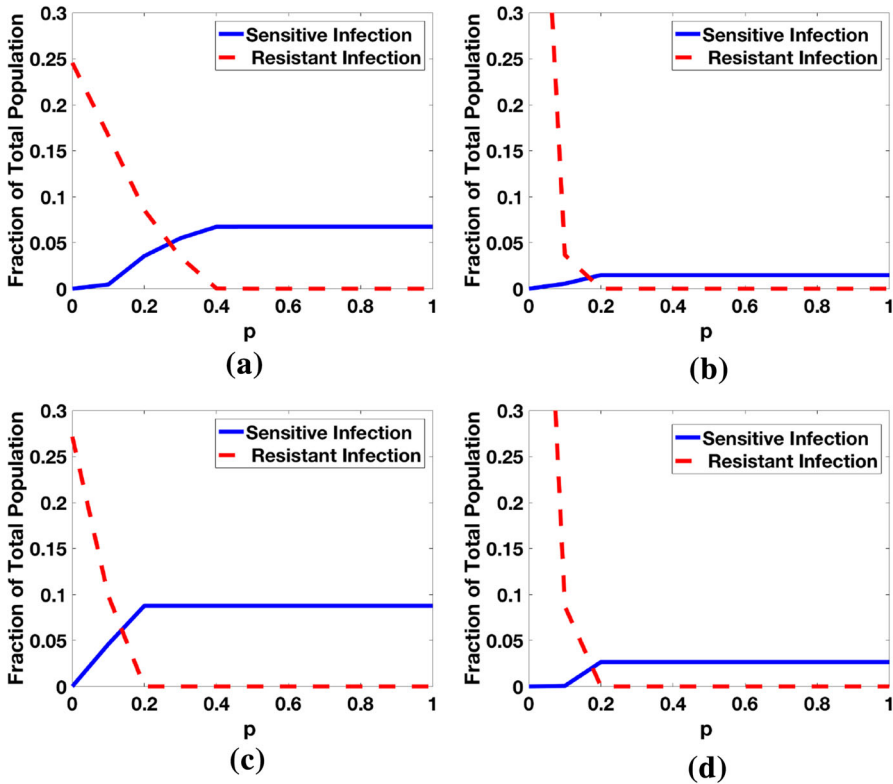 0.3
0.25
0.2
0.15
0.1
0.05
0
Fraction of Total Population
Sensitive Infection
Resistant Infection
0 0.2 0.4 0.6 0.8 1
p
(a)
0.3
0.25
0.2
0.15
0.1
0.05
0
Fraction of Total Population
Sensitive Infection
Resistant Infection
0 0.2 0.4 0.6 0.8 1
p
(b)
0.3
0.25
0.2
0.15
0.1
0.05
0
Fraction of Total Population
Sensitive Infection
Resistant Infection
0 0.2 0.4 0.6 0.8 1
p
(c)
0.3
0.25
0.2
0.15
0.1
0.05
0
Fraction of Total Population
Sensitive Infection
Resistant Infection
0 0.2 0.4 0.6 0.8 1
p
(d)